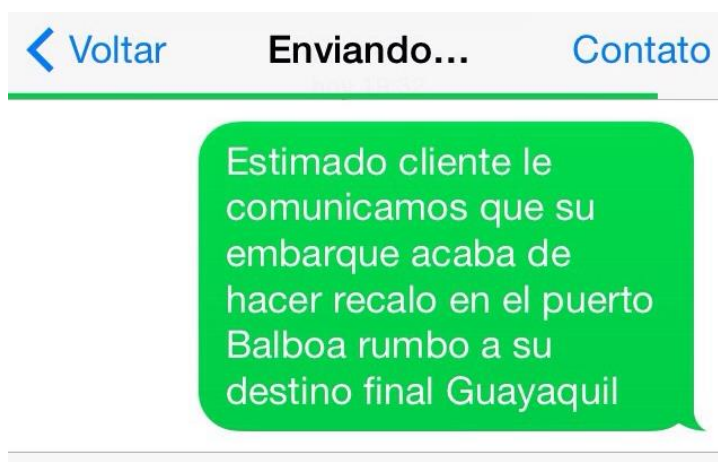 Voltar Enviando... Contato
Estimado cliente le
comunicamos que su
embarque acaba de
hacer recalo en el puerto
Balboa rumbo a su
destino final Guayaquil